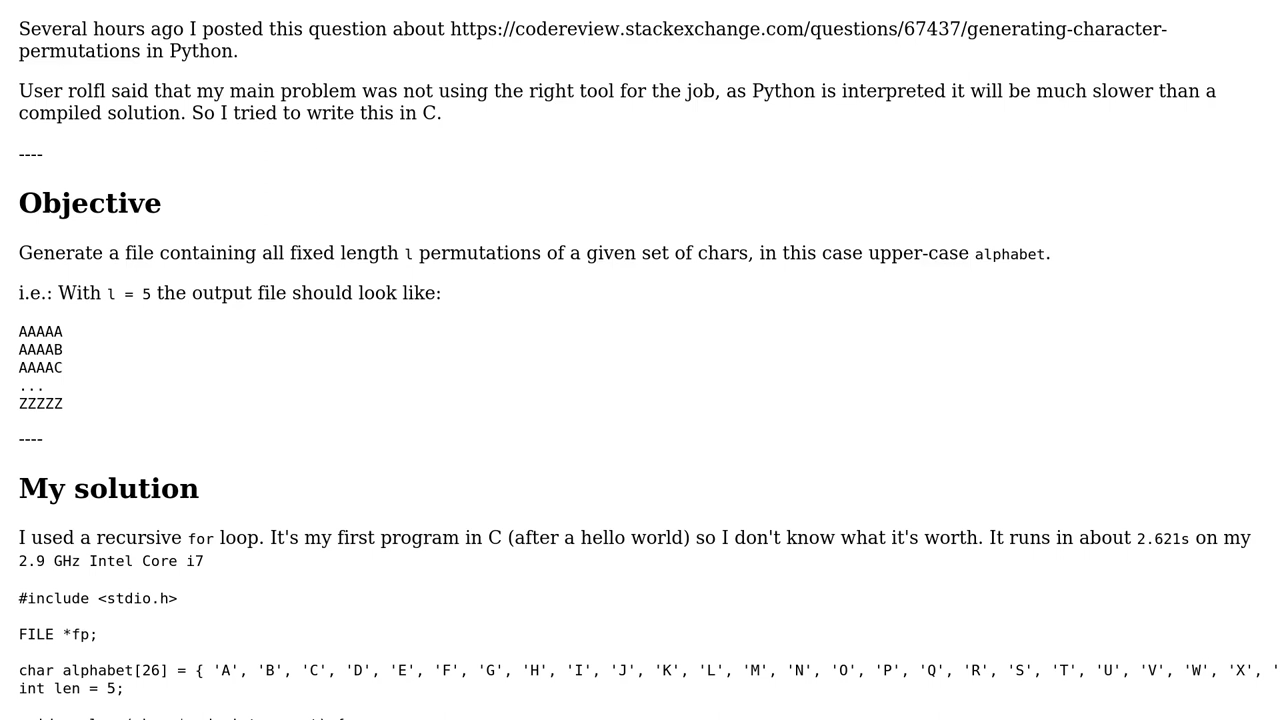 Several hours ago I posted this question about https://codereview.stackexchange.com/questions/67437/generating-character-
permutations in Python.
User rolfl said that my main problem was not using the right tool for the job, as Python is interpreted it will be much slower than a
compiled solution. So I tried to write this in C.
----
Objective
Generate a file containing all fixed length l permutations of a given set of chars, in this case upper-case alphabet.
i.e.: With l = 5 the output file should look like:
AAAAA
AAAAB
AAAAC
...
ZZZZZ
----
My solution
I used a recursive for loop. It's my first program in C (after a hello world) so I don't know what it's worth. It runs in about 2.621s on my
2.9 GHz Intel Core i7
#include <stdio.h>
FILE *fp;
char alphabet[26] = { 'A', 'B', 'C', 'D', 'E', 'F', 'G', 'H', 'I', 'J', 'K', 'L', 'M', 'N', 'O', 'P', 'Q', 'R', 'S', 'T', 'U', 'V', 'W', 'X', '
int len = 5;